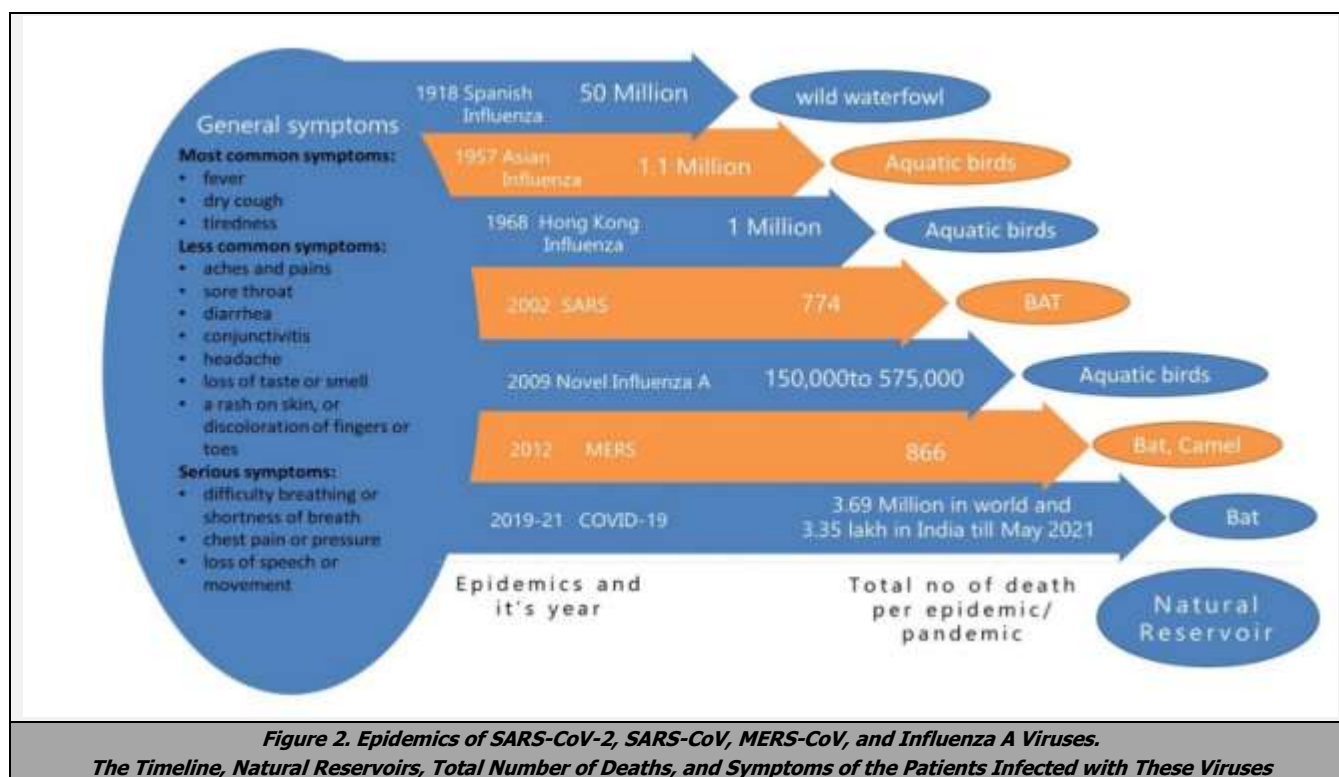 General symptoms
Most common symptoms:
• fever
• dry cough
• tiredness
Less common symptoms:
• aches and pains
• sore throat
• diarrhea
• conjunctivitis
• headache
• loss of taste or smell
• a rash on skin, or
discoloration of fingers or
toes
Serious symptoms:
• difficulty breathing or
shortness of breath
• chest pain or pressure
• loss of speech or
movement
1918 Spanish
Influenza
50 Million
wild waterfowl
1957 Asian
Influenza
1.1 Million
Aquatic birds
1968 Hong Kong
Influenza
1 Million
Aquatic birds
2002 SARS
774
BAT
2009 Novel Influenza A
150,000to 575,000
Aquatic birds
2012 MERS
866
Bat, Camel
2019-21 COVID-19
3.69 Million in world and
3.35 lakh in India till May 2021
Bat
Epidemics and
it's year
Total no of death
per epidemic/
pandemic
Natural
Reservoir
Figure 2. Epidemics of SARS-CoV-2, SARS-CoV, MERS-CoV, and Influenza A Viruses.
The Timeline, Natural Reservoirs, Total Number of Deaths, and Symptoms of the Patients Infected with These Viruses